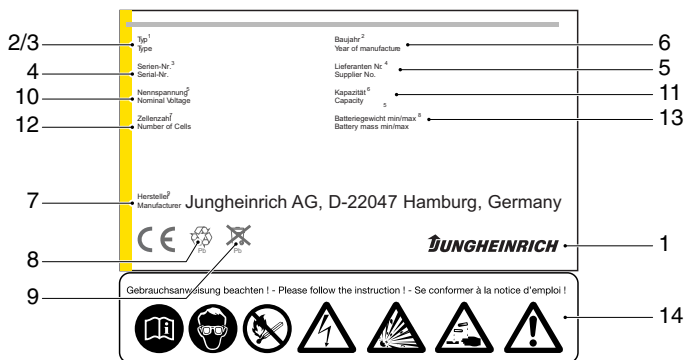 2/3
Typ1
Type
Baujahr2
Year of manufacture
6
4
Serien-Nr.3
Serial-Nr.
Lieferanten Nr.4
Supplier No.
5
10
Nennspannung5
Nominal Voltage
Kapazität6
Capacity
5
11
12
Zellenzahl7
Number of Cells
Batteriegewicht min/max8
Battery mass min/max
13
7
Hersteller9
Manufacturer
Jungheinrich AG, D-22047 Hamburg, Germany
CE
Pb
Pb
JUNGHEINRICH
1
8
9
Gebrauchsanweisung beachten ! - Please follow the instruction ! - Se conformer à la notice d'emploi !
14